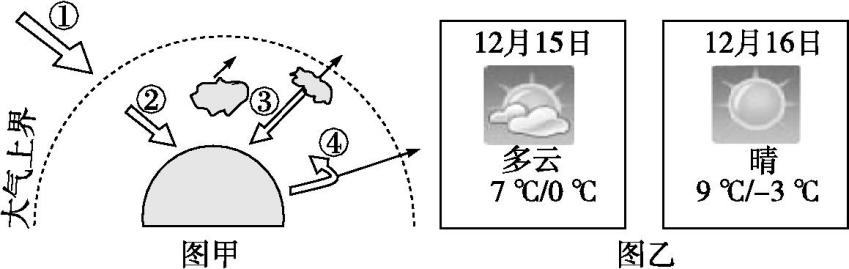 ①
②
③
④
大气上界
图甲
12月15日
多云
7 ℃/0 ℃
12月16日
晴
9 ℃/-3 ℃
图乙